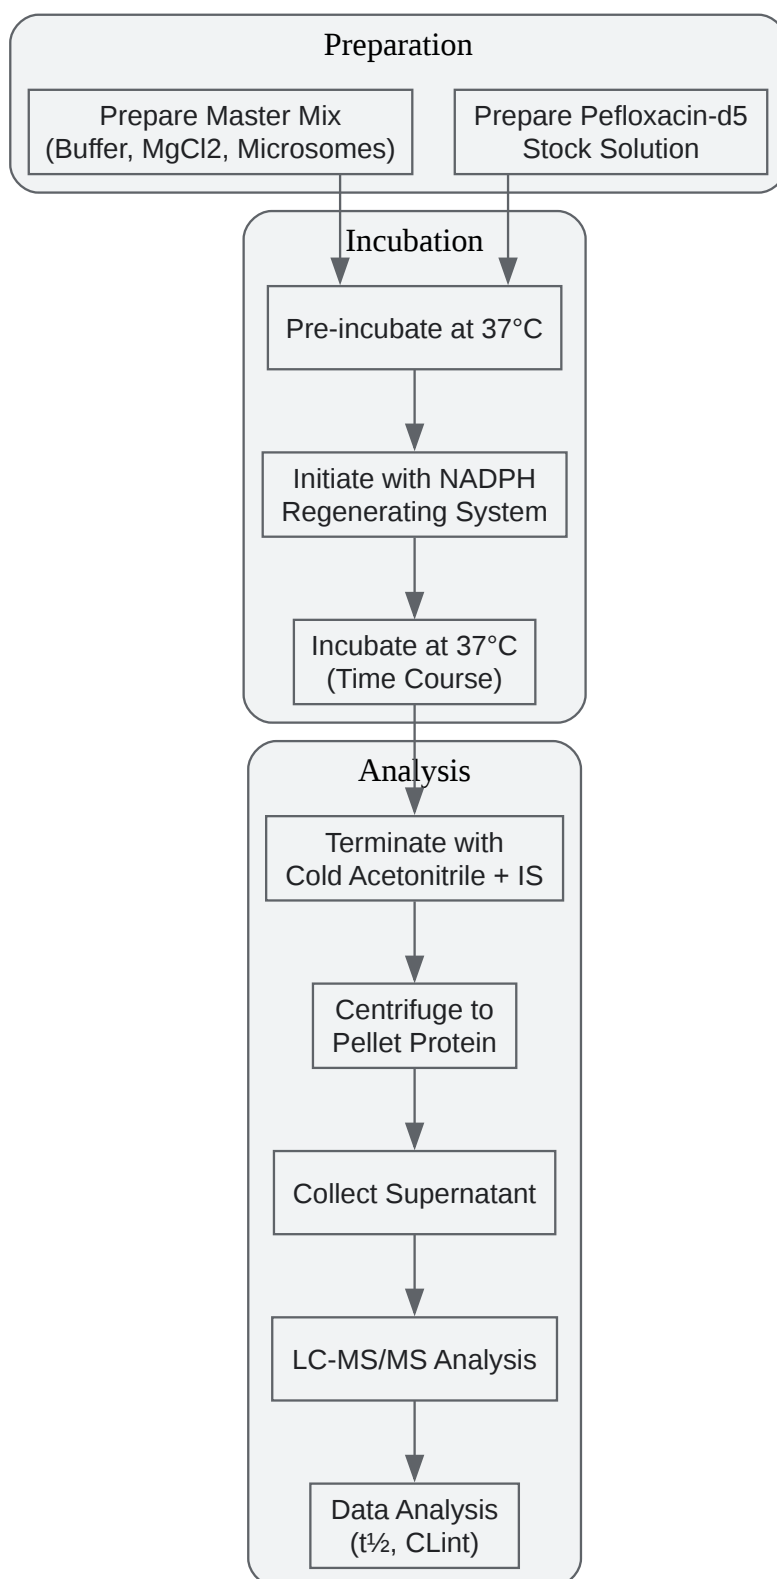 Preparation
Prepare Master Mix
(Buffer, MgCl2, Microsomes)
Prepare Pefloxacin-d5
Stock Solution
Incubation
Pre-incubate at 37°C
Initiate with NADPH
Regenerating System
Incubate at 37°C
(Time Course)
Analysis
Terminate with
Cold Acetonitrile + IS
Centrifuge to
Pellet Protein
Collect Supernatant
LC-MS/MS Analysis
Data Analysis
(t½, CLint)